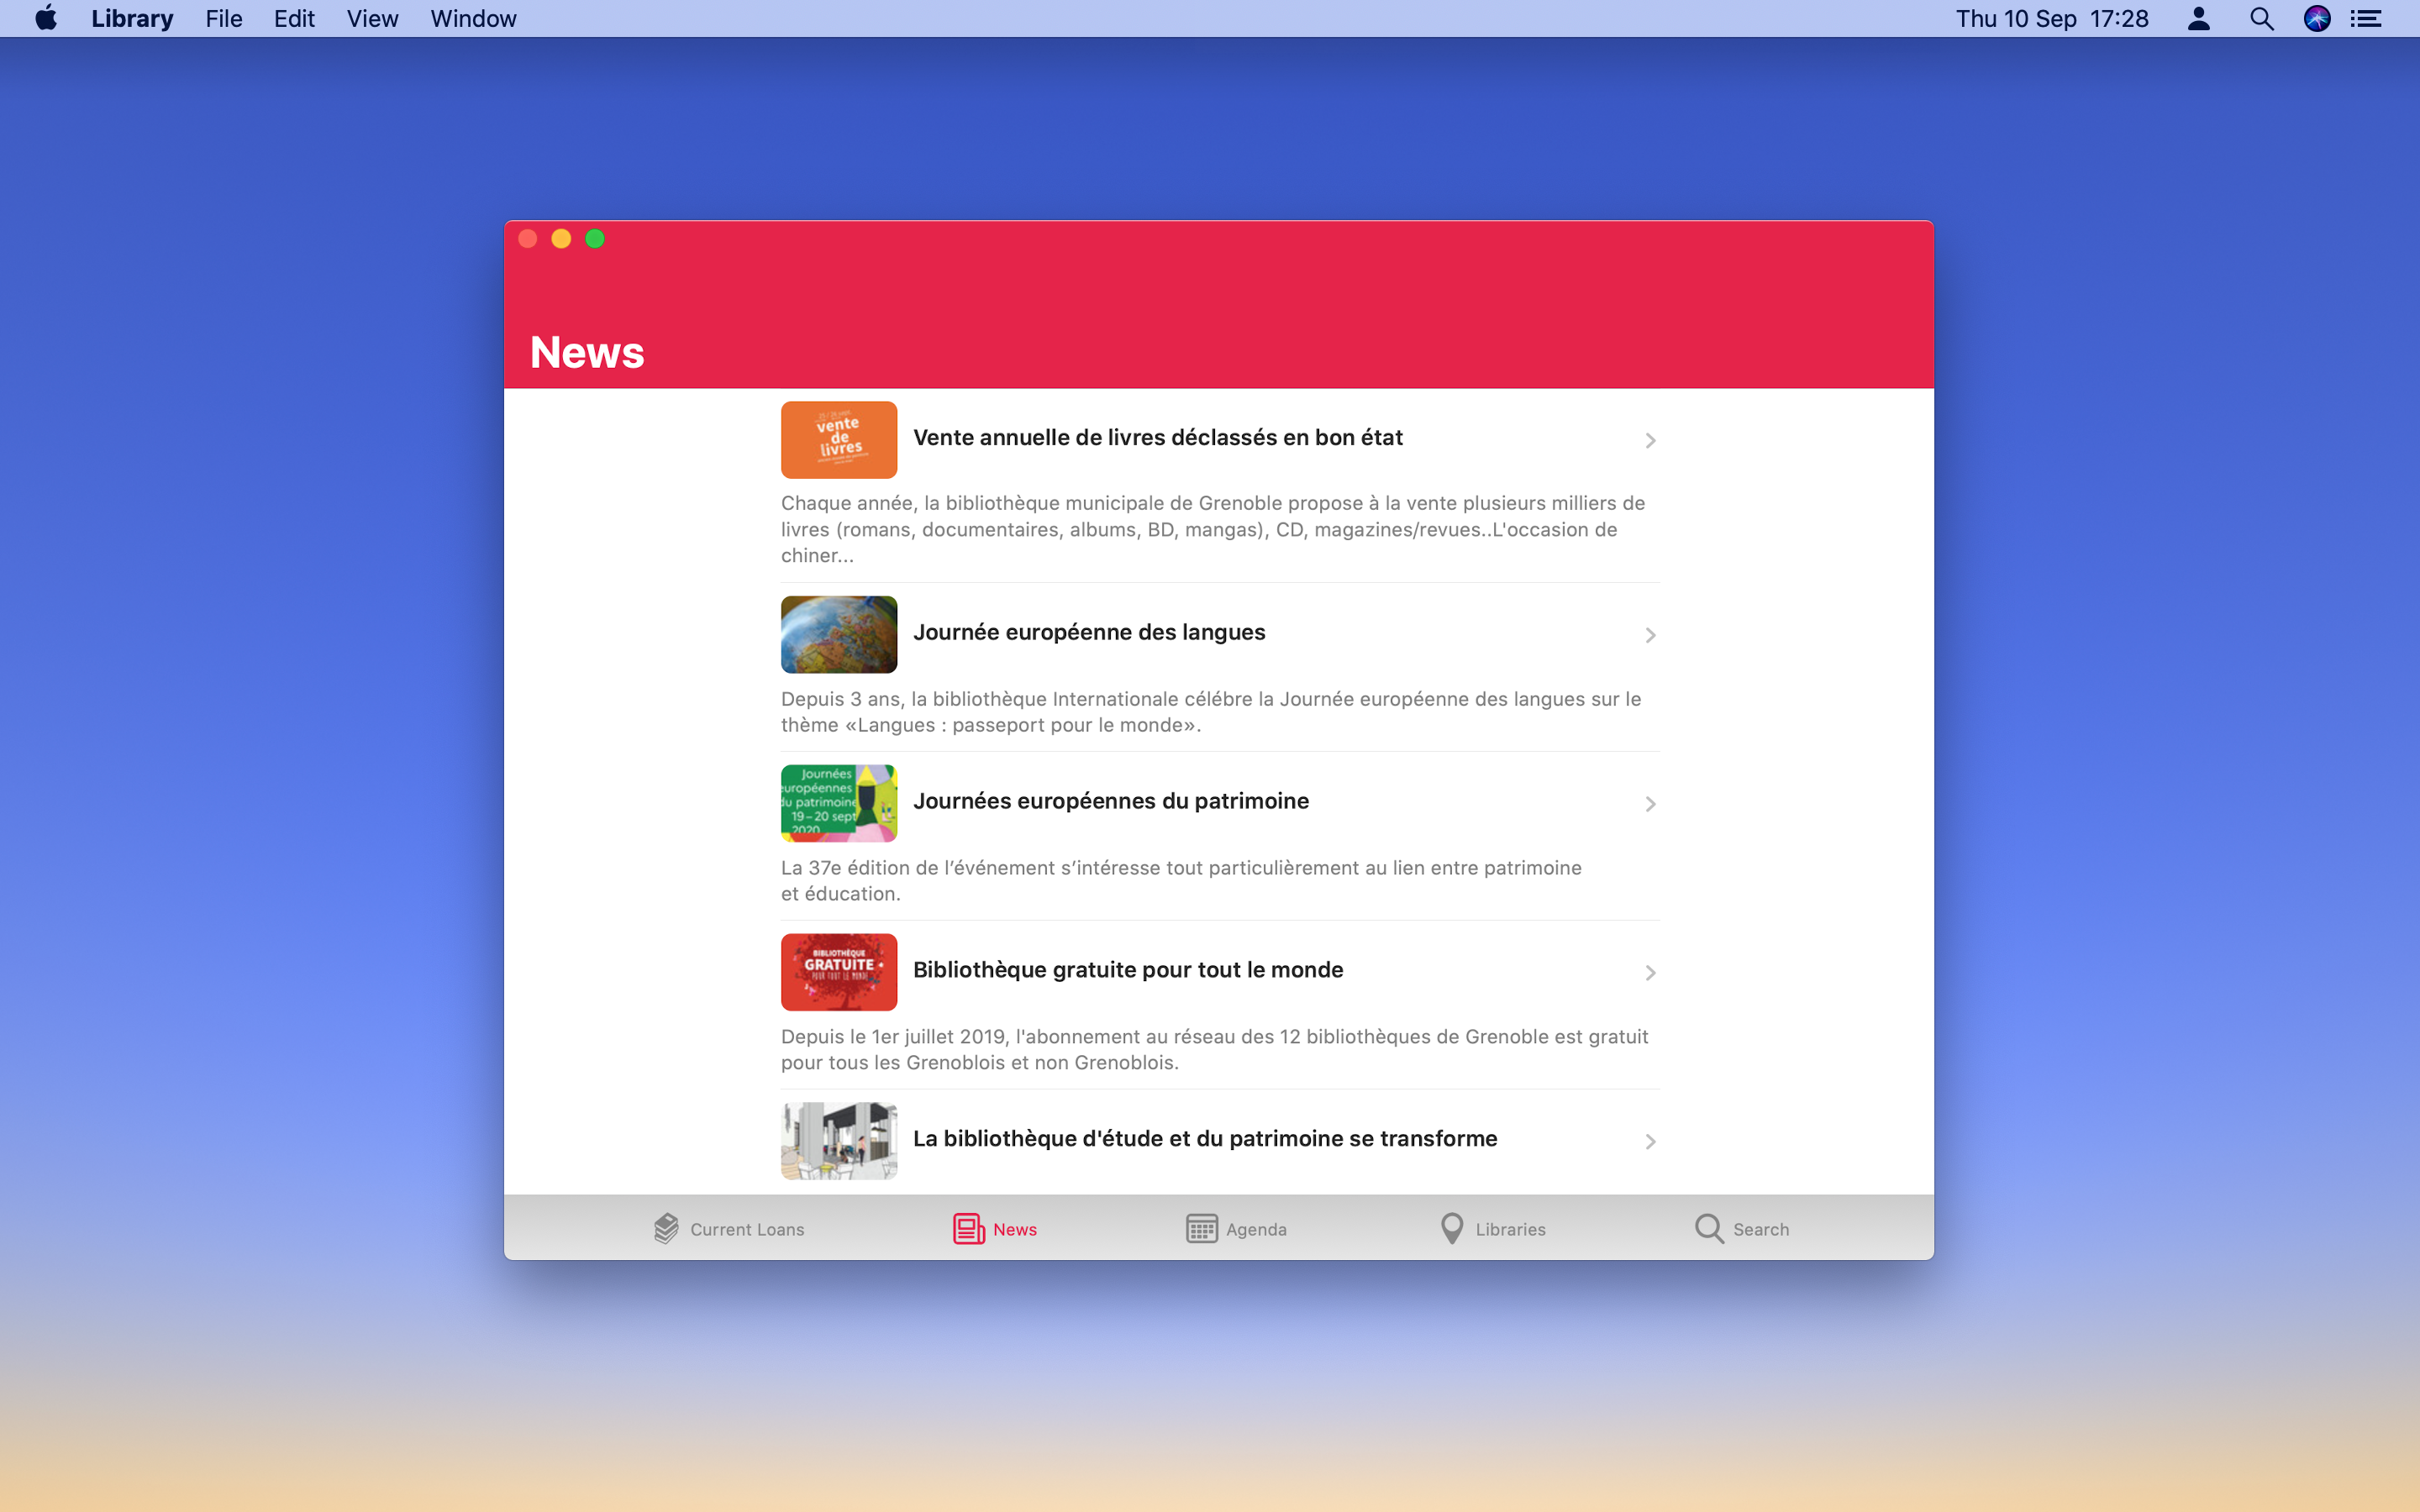 Library File Edit View Window Thu 10 Sep 17:28
News
vente
de
livres
Vente annuelle de livres déclassés en bon état
Chaque année, la bibliothèque municipale de Grenoble propose à la vente plusieurs milliers de
livres (romans, documentaires, albums, BD, mangas), CD, magazines/revues..L'occasion de
chiner...
Journée européenne des langues
Depuis 3 ans, la bibliothèque Internationale célébre la Journée européenne des langues sur le
thème «Langues : passeport pour le monde».
Journées
européennes
du patrimoine
19–20 sept
2020
Journées européennes du patrimoine
La 37e édition de l’événement s’intéresse tout particulièrement au lien entre patrimoine
et éducation.
BIBLIOTHÈQUE
GRATUITE
POUR TOUT LE MONDE
Bibliothèque gratuite pour tout le monde
Depuis le 1er juillet 2019, l'abonnement au réseau des 12 bibliothèques de Grenoble est gratuit
pour tous les Grenoblois et non Grenoblois.
La bibliothèque d'étude et du patrimoine se transforme
Current Loans News Agenda Libraries Search